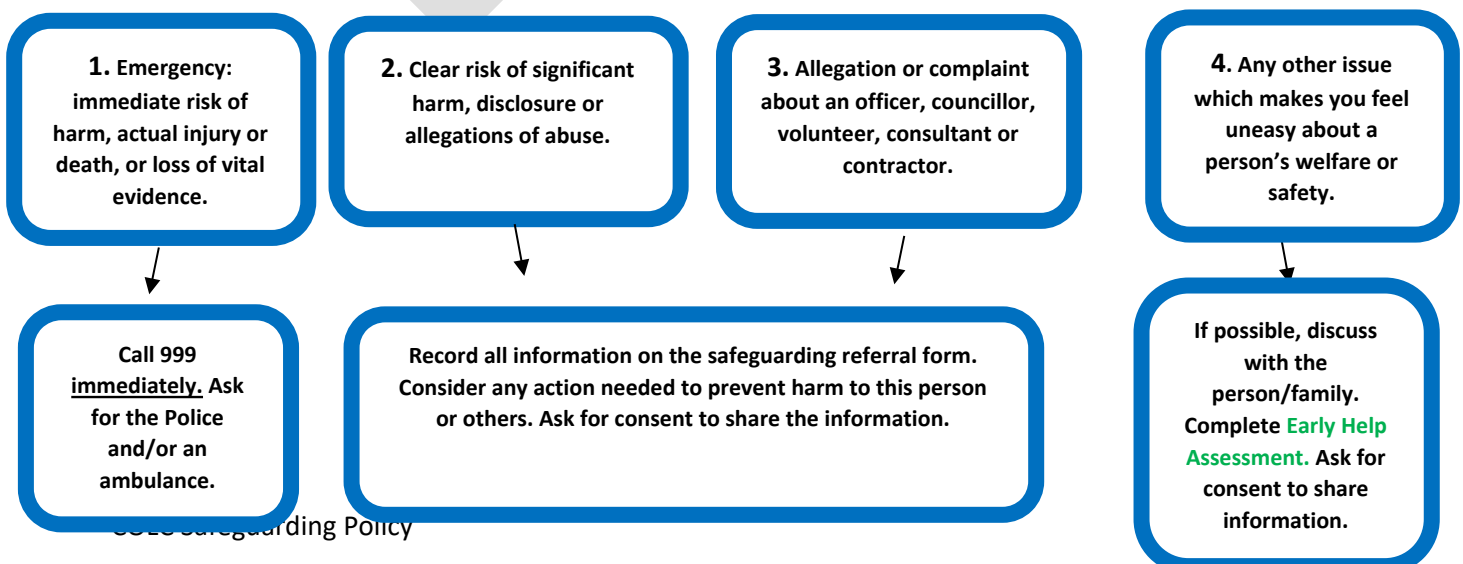 1. Emergency:
immediate risk of
harm, actual injury or
death, or loss of vital
evidence.
2. Clear risk of significant
harm, disclosure or
allegations of abuse.
3. Allegation or complaint
about an officer, councillor,
volunteer, consultant or
contractor.
4. Any other issue
which makes you feel
uneasy about a
person’s welfare or
safety.
Call 999
immediately. Ask
for the Police
and/or an
ambulance.
Record all information on the safeguarding referral form.
Consider any action needed to prevent harm to this person
or others. Ask for consent to share the information.
If possible, discuss
with the
person/family.
Complete Early Help
Assessment. Ask for
consent to share
information.
Safeguarding Policy